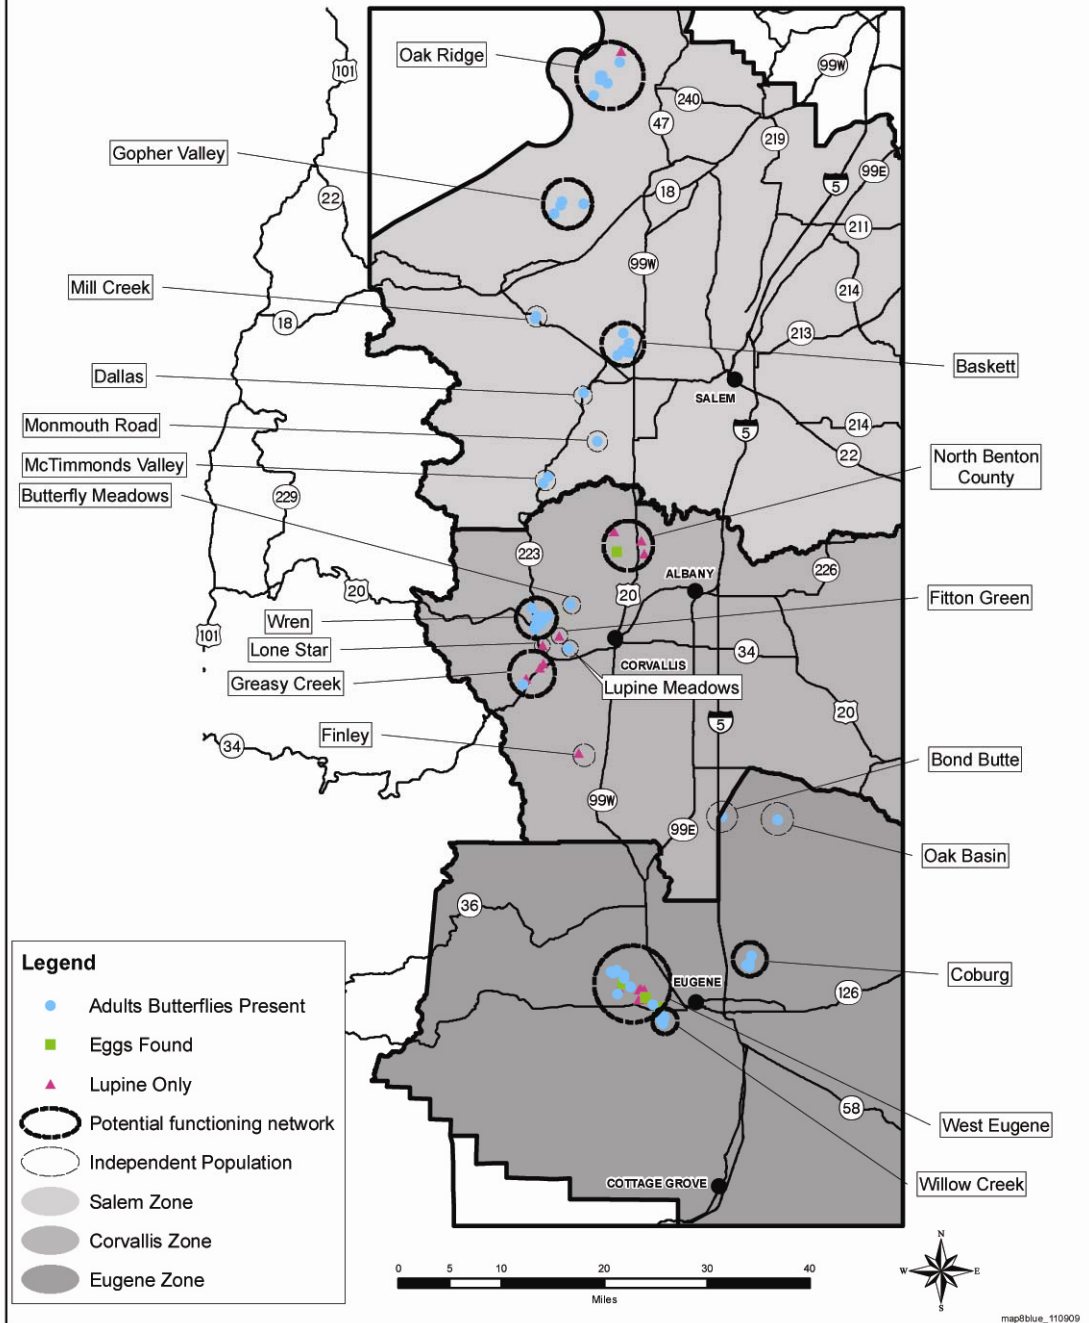 101
Oak Ridge
99W
240
47
219
Gopher Valley
5
99E
18
22
211
99W
Mill Creek
214
18
213
Baskett
Dallas
SALEM
Monmouth Road
214
5
22
McTimmonds Valley
North Benton
County
Butterfly Meadows
229
223
ALBANY
226
20
20
Fitton Green
Wren
101
Lone Star
CORVALLIS
34
Greasy Creek
Lupine Meadows
20
5
Finley
34
Bond Butte
99W
99E
Oak Basin
36
Legend
Coburg
EUGENE
126
Adults Butterflies Present
Eggs Found
Lupine Only
58
Potential functioning network
West Eugene
Independent Population
Willow Creek
COTTAGE GROVE
Salem Zone
Corvallis Zone
Eugene Zone
N
W E
S
0 5 10 20 30 40
Miles
map8blue_110909